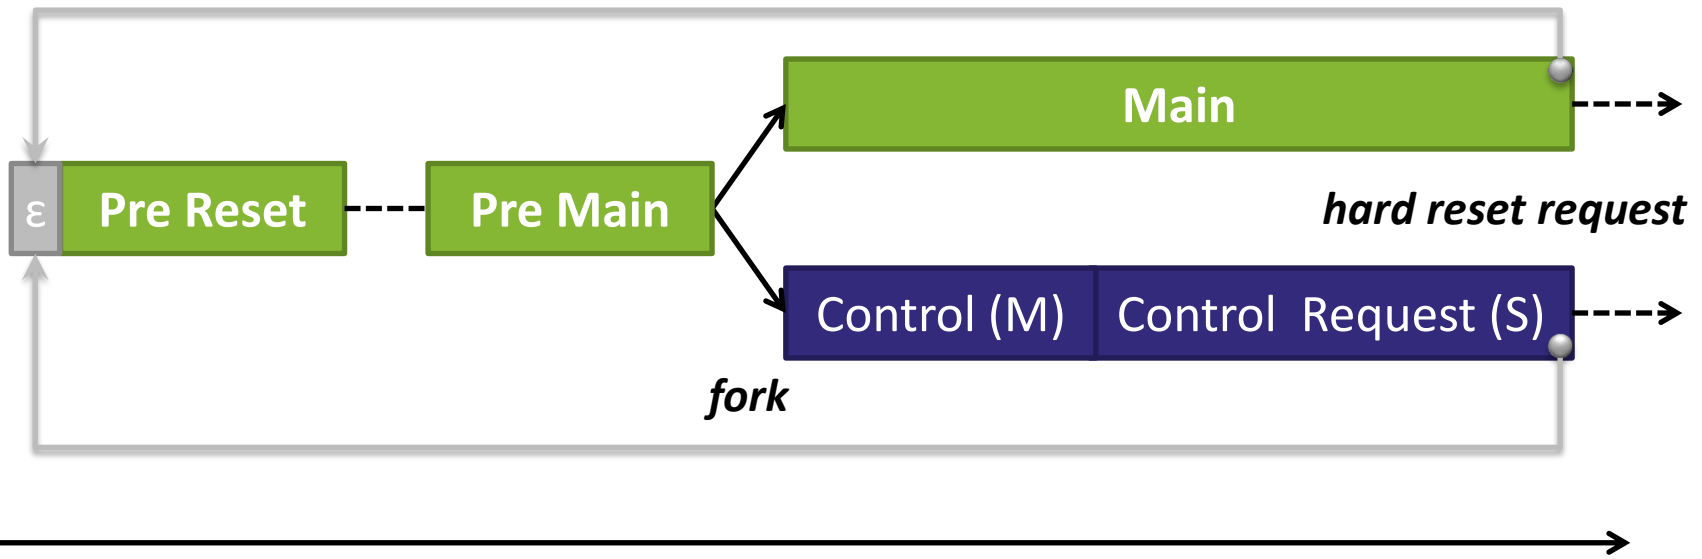 Main
ε
Pre Reset
Pre Main
hard reset request
Control (M)
Control Request (S)
fork